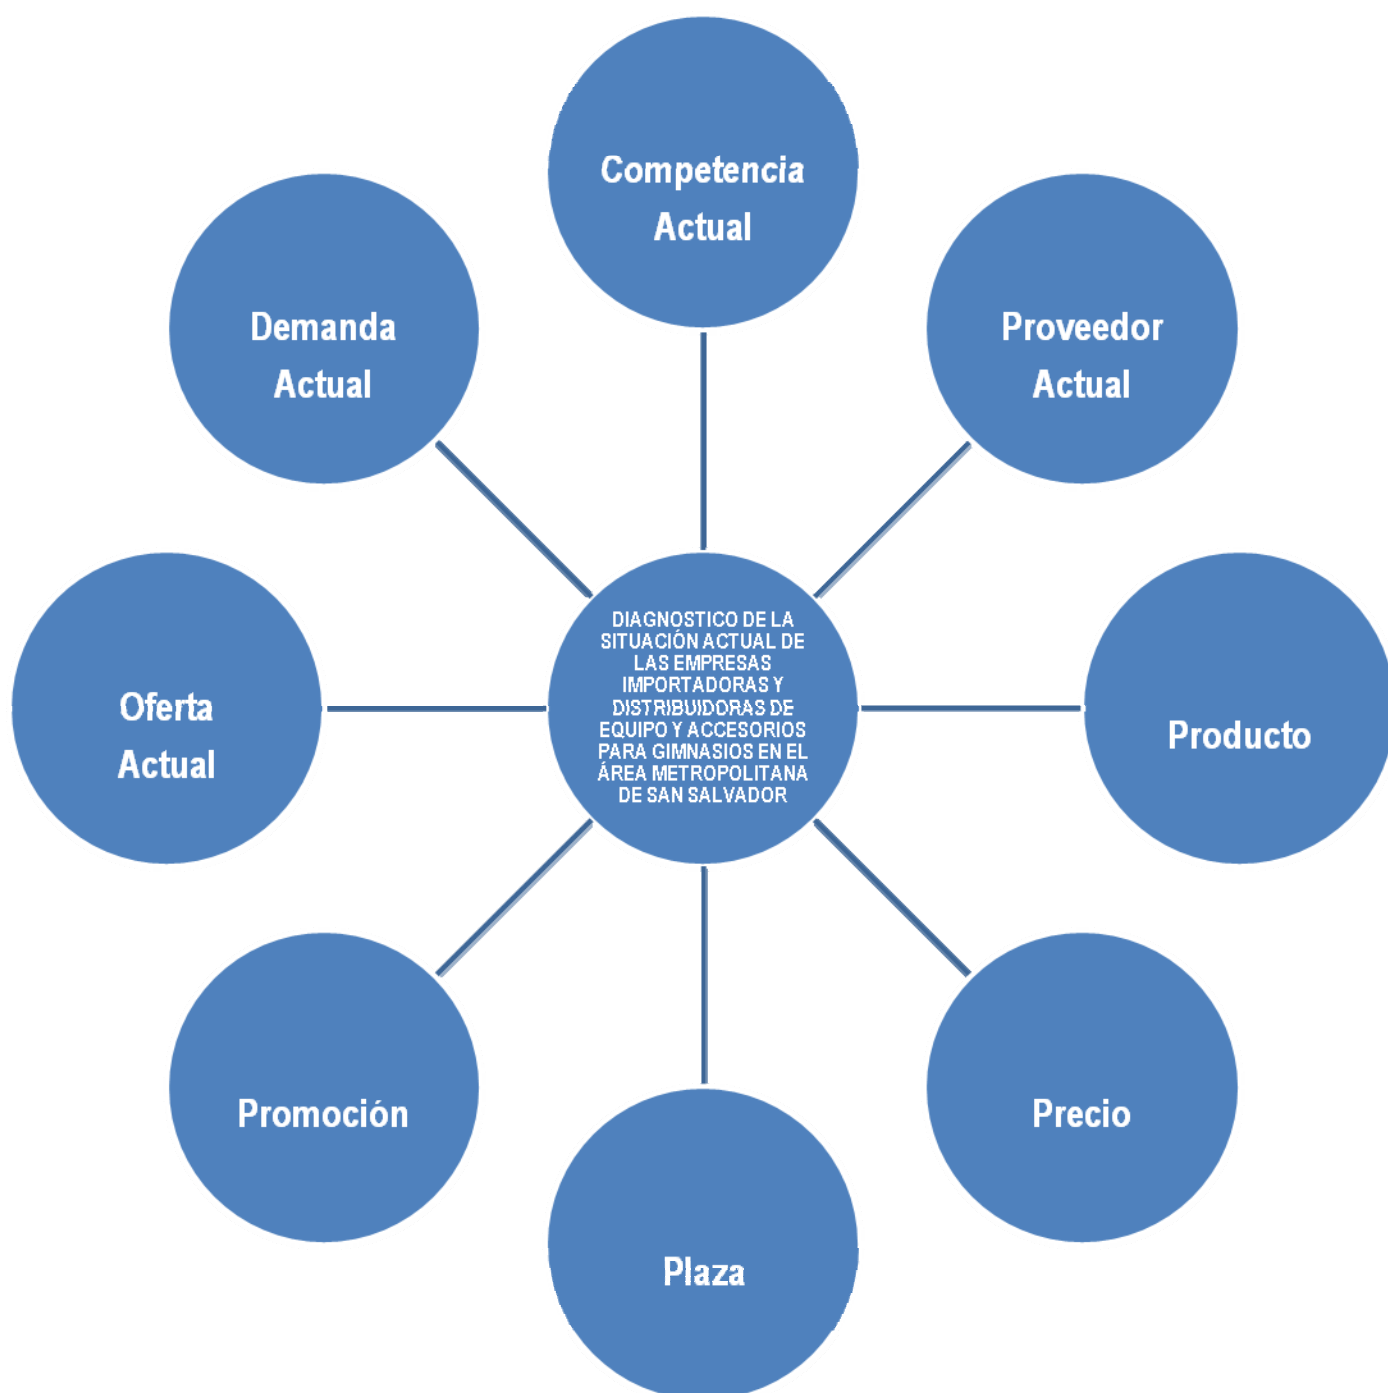 Competencia
Actual
Demanda
Actual
Proveedor
Actual
DIAGNOSTICO DE LA
SITUACIÓN ACTUAL DE
LAS EMPRESAS
IMPORTADORAS Y
DISTRIBUIDORAS DE
EQUIPO Y ACCESORIOS
PARA GIMNASIOS EN EL
ÁREA METROPOLITANA
DE SAN SALVADOR
Oferta
Actual
Producto
Promoción
Precio
Plaza